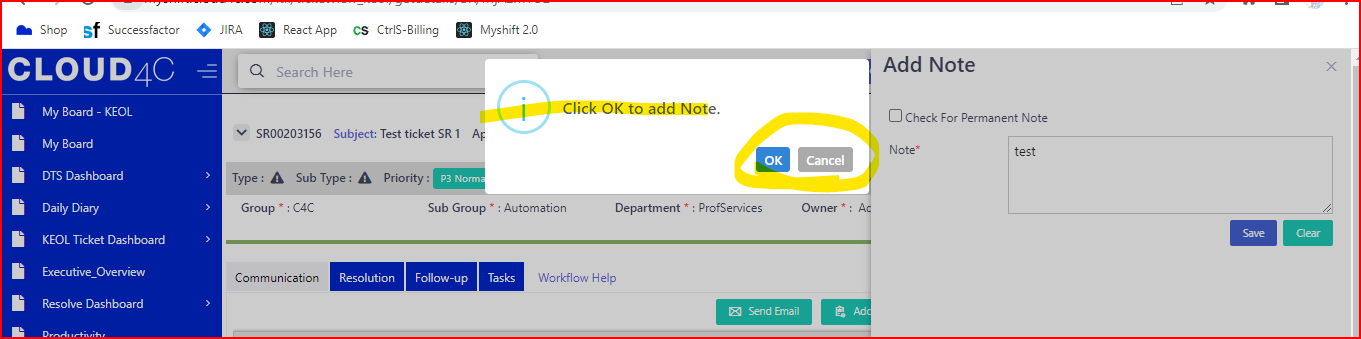 Shop
Successfactor
JIRA
React App
CS CtrlS-Billing
Myshift 2.0
CLOUD4C
Search Here
My Board - KEOL
My Board
DTS Dashboard
Daily Diary
KEOL Ticket Dashboard
Executive_Overview
Resolve Dashboard
Productivity
SR00203156 Subject: Test ticket SR 1
Type : Sub Type : Priority : P3 Norma
Group * : C4C Sub Group * : Automation Department * : ProfServices Owner * :
Communication Resolution Follow-up Tasks Workflow Help
Send Email
Click OK to add Note.
OK Cancel
Add Note
Check For Permanent Note
Note*
test
Save Clear